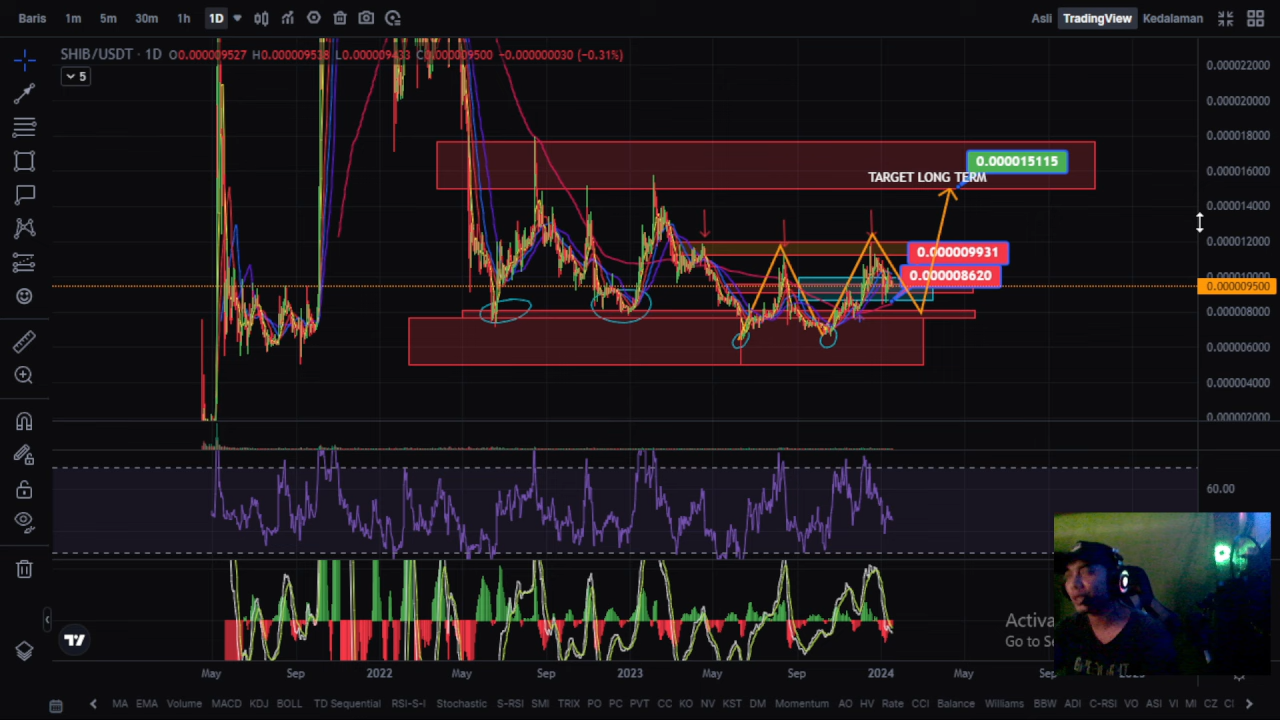 Baris 1m 5m 30m 1h 1D Asli TradingView Kedalaman
SHIB/USDT · 1D O0.000009527 H0.000009538 L0.000009433 C0.000009500 −0.000000030 (−0.31%)
5
0.000022000
0.000020000
0.000018000
0.000016000
0.000014000
0.000012000
0.000010000
0.000009500
0.000008000
0.000006000
0.000004000
0.000002000
0.000015115
TARGET LONG TERM
0.000009931
0.000008620
60.00
Activa
Go to Se
May Sep 2022 May Sep 2023 May Sep 2024 May Sep
MA EMA Volume MACD KDJ BOLL TD Sequential RSI-S-I Stochastic S-RSI SMI TRIX PO PC PVT CC KO NV KST DM Momentum AO HV Rate CCI Balance Williams BBW ADI C-RSI VO ASI VI MI CZ CI